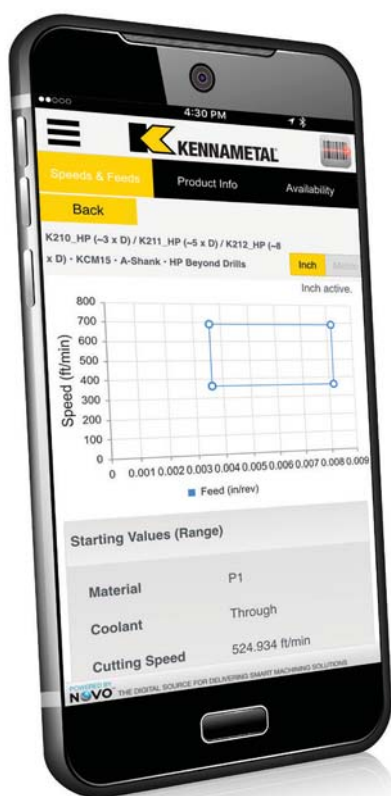 4:30 PM
KENNAMETAL
Speeds & Feeds
Product Info
Availability
Back
K210_HP (~3 x D) / K211_HP (~5 x D) / K212_HP (~8
x D) · KCM15 · A-Shank · HP Beyond Drills
Inch
Metric
Inch active.
Speed (ft/min)
800
700
600
500
400
300
200
100
0
0 0.001 0.002 0.003 0.004 0.005 0.006 0.007 0.008 0.009
Feed (in/rev)
Starting Values (Range)
Material P1
Coolant Through
Cutting Speed 524.934 ft/min
POWERED BY
NOVO™ THE DIGITAL SOURCE FOR DELIVERING SMART MACHINING SOLUTIONS